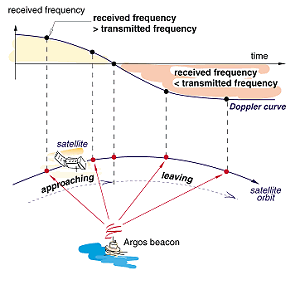 received frequency
received frequency
> transmitted frequency
time
received frequency
< transmitted frequency
Doppler curve
satellite
approaching
leaving
satellite
orbit
Argos beacon